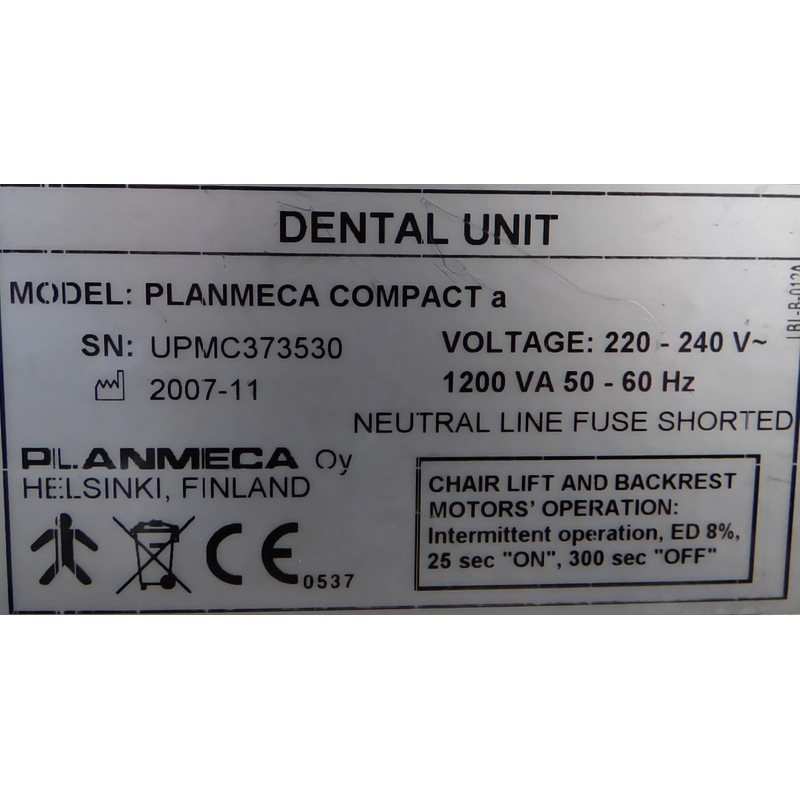 DENTAL UNIT
MODEL: PLANMECA COMPACT a
SN: UPMC373530
2007-11
VOLTAGE: 220 - 240 V~
1200 VA 50 - 60 Hz
NEUTRAL LINE FUSE SHORTED
PLANMECA Oy
HELSINKI, FINLAND
CE 0537
CHAIR LIFT AND BACKREST
MOTORS' OPERATION:
Intermittent operation, ED 8%,
25 sec "ON", 300 sec "OFF"